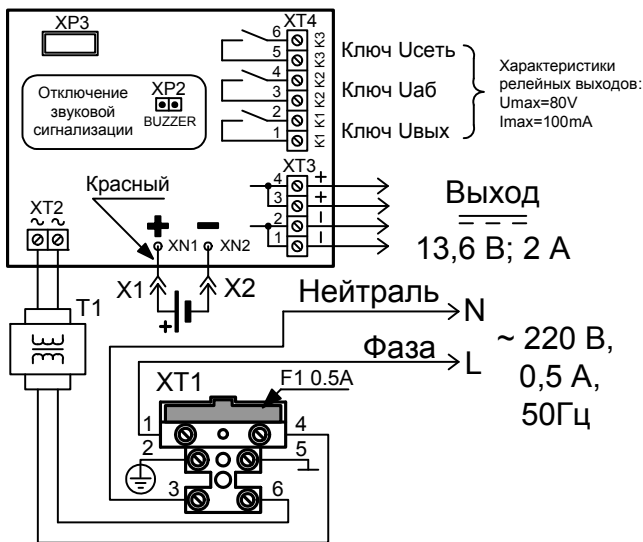 XP3
Отключение
звуковой
сигнализации
XP2
BUZZER
XT4
6
5
4
3
2
1
K3
K3
K2
K2
K1
K1
Ключ Uсеть
Ключ Uаб
Ключ Uвых
Характеристики
релейных выходов:
Umax=80V
Imax=100mA
XT3
4
3
2
1
+
+
–
–
Выход
13,6 В; 2 А
XT2
~ ~
Красный
+ –
XN1
XN2
X1
+
X2
T1
Нейтраль
N
Фаза
L
~ 220 В,
0,5 А,
50Гц
XT1
F1 0.5A
1
4
2
5
3
6